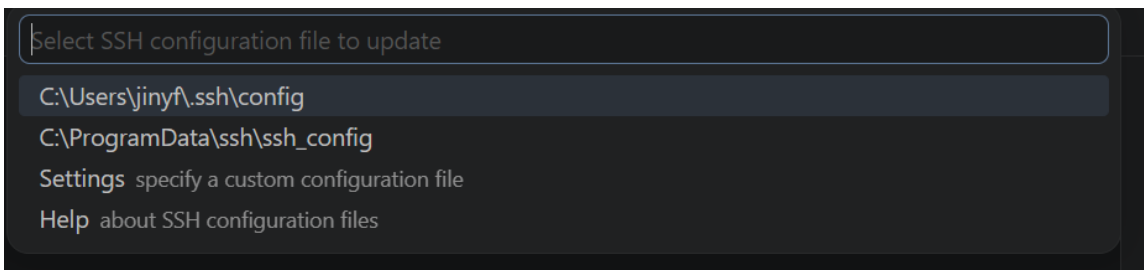 Select SSH configuration file to update
C:\Users\jinyf\.ssh\config
C:\ProgramData\ssh\ssh_config
Settings specify a custom configuration file
Help about SSH configuration files